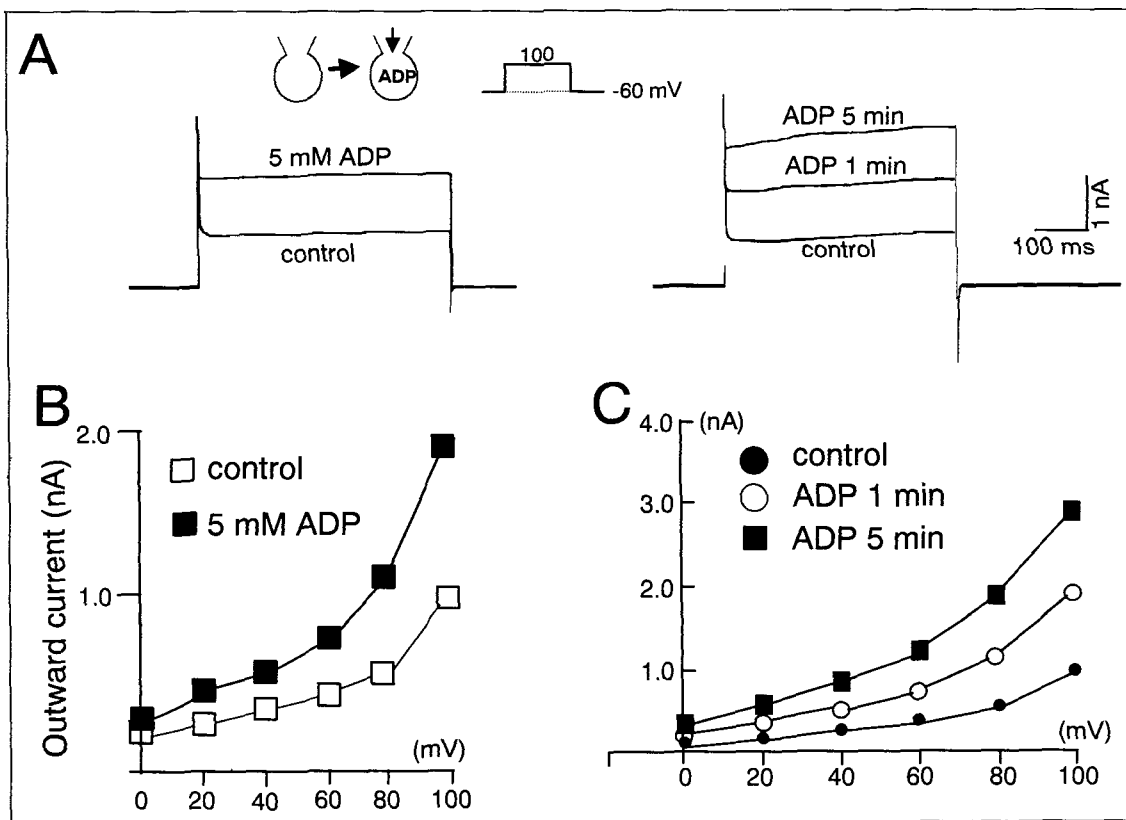 A
ADP
100
-60 mV
5 mM ADP
control
ADP 5 min
ADP 1 min
control
1 nA
100 ms
B
Outward current (nA)
2.0
1.0
control
5 mM ADP
(mV)
0 20 40 60 80 100
C
4.0 (nA)
3.0
2.0
1.0
control
ADP 1 min
ADP 5 min
(mV)
0 20 40 60 80 100